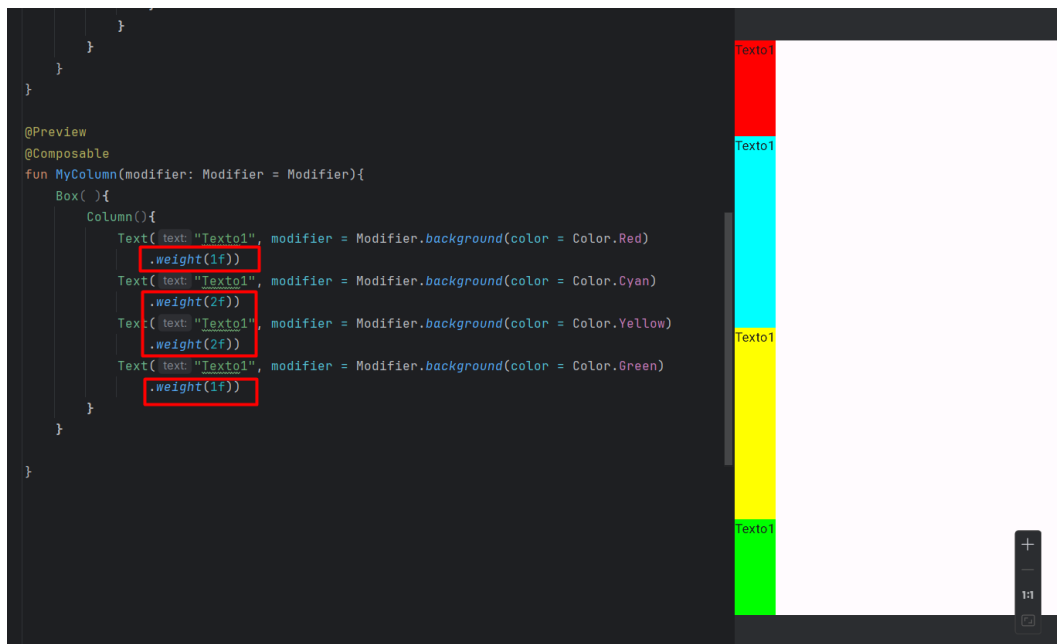 }
}
}
}
@Preview
@Composable
fun MyColumn(modifier: Modifier = Modifier){
Box( ){
Column(){
Text( text: "Texto1", modifier = Modifier.background(color = Color.Red)
.weight(1f))
Text( text: "Texto1", modifier = Modifier.background(color = Color.Cyan)
.weight(2f))
Text( text: "Texto1", modifier = Modifier.background(color = Color.Yellow)
.weight(2f))
Text( text: "Texto1", modifier = Modifier.background(color = Color.Green)
.weight(1f))
}
}
}
Texto1
Texto1
Texto1
Texto1
+
—
1:1